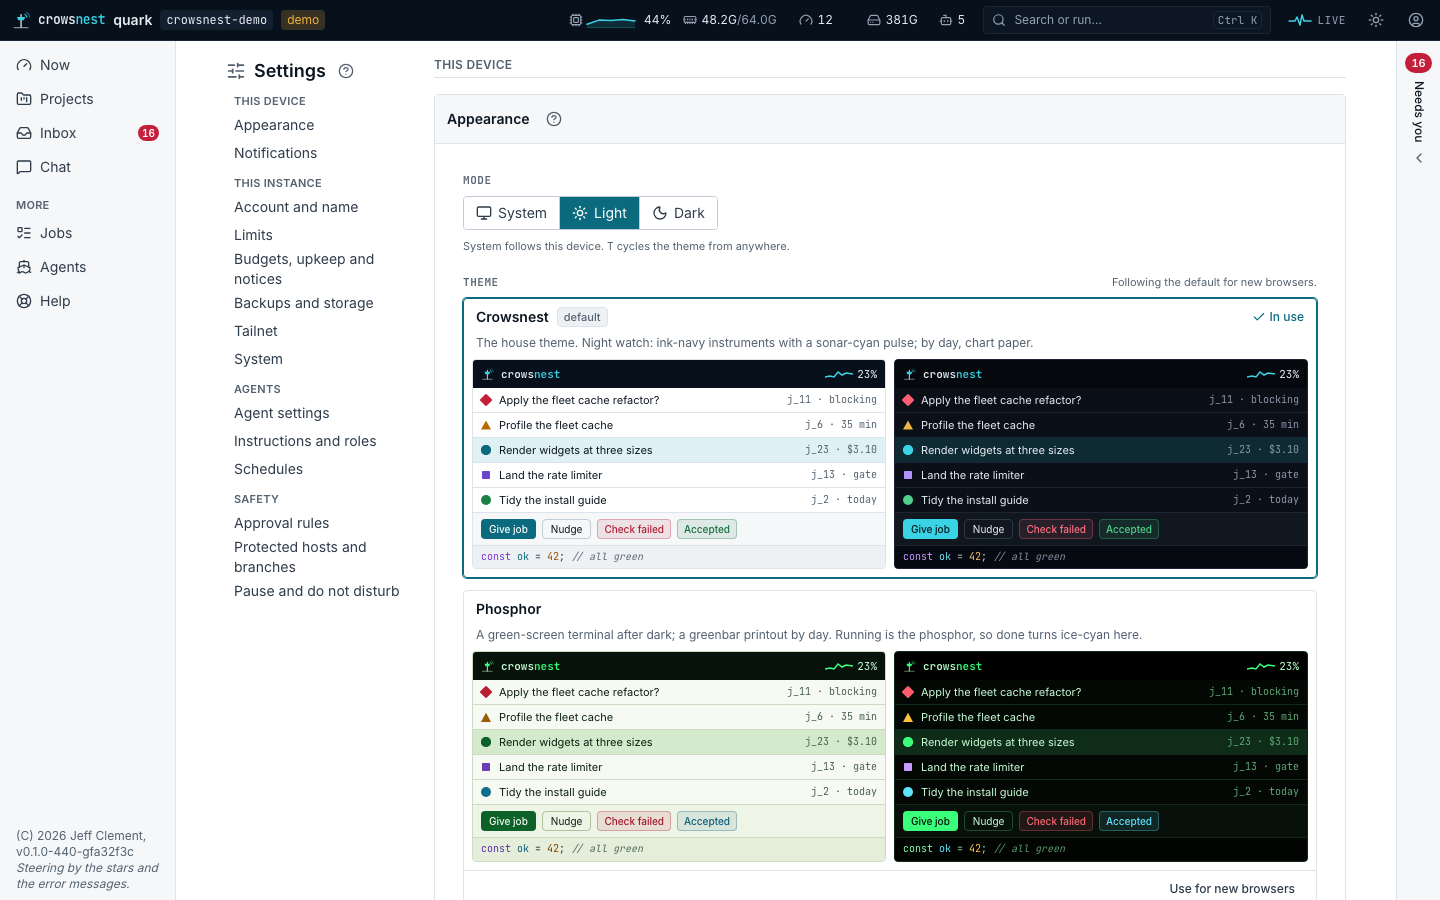 crowsnest quark crowsnest-demo demo 44% 48.2G/64.0G 12 381G 5 Search or run... Ctrl K LIVE
Now
Projects
Inbox 16
Chat
MORE
Jobs
Agents
Help
(C) 2026 Jeff Clement,
v0.1.0-440-gfa32f3c
Steering by the stars and
the error messages.
Settings
THIS DEVICE
Appearance
Notifications
THIS INSTANCE
Account and name
Limits
Budgets, upkeep and
notices
Backups and storage
Tailnet
System
AGENTS
Agent settings
Instructions and roles
Schedules
SAFETY
Approval rules
Protected hosts and
branches
Pause and do not disturb
THIS DEVICE
Appearance
MODE
System Light Dark
System follows this device. T cycles the theme from anywhere.
THEME Following the default for new browsers.
Crowsnest default In use
The house theme. Night watch: ink-navy instruments with a sonar-cyan pulse; by day, chart paper.
crowsnest 23%
Apply the fleet cache refactor? j_11 · blocking
Profile the fleet cache j_6 · 35 min
Render widgets at three sizes j_23 · $3.10
Land the rate limiter j_13 · gate
Tidy the install guide j_2 · today
Give job Nudge Check failed Accepted
const ok = 42; // all green
crowsnest 23%
Apply the fleet cache refactor? j_11 · blocking
Profile the fleet cache j_6 · 35 min
Render widgets at three sizes j_23 · $3.10
Land the rate limiter j_13 · gate
Tidy the install guide j_2 · today
Give job Nudge Check failed Accepted
const ok = 42; // all green
Phosphor
A green-screen terminal after dark; a greenbar printout by day. Running is the phosphor, so done turns ice-cyan here.
crowsnest 23%
Apply the fleet cache refactor? j_11 · blocking
Profile the fleet cache j_6 · 35 min
Render widgets at three sizes j_23 · $3.10
Land the rate limiter j_13 · gate
Tidy the install guide j_2 · today
Give job Nudge Check failed Accepted
const ok = 42; // all green
crowsnest 23%
Apply the fleet cache refactor? j_11 · blocking
Profile the fleet cache j_6 · 35 min
Render widgets at three sizes j_23 · $3.10
Land the rate limiter j_13 · gate
Tidy the install guide j_2 · today
Give job Nudge Check failed Accepted
const ok = 42; // all green
Use for new browsers
16
Needs you